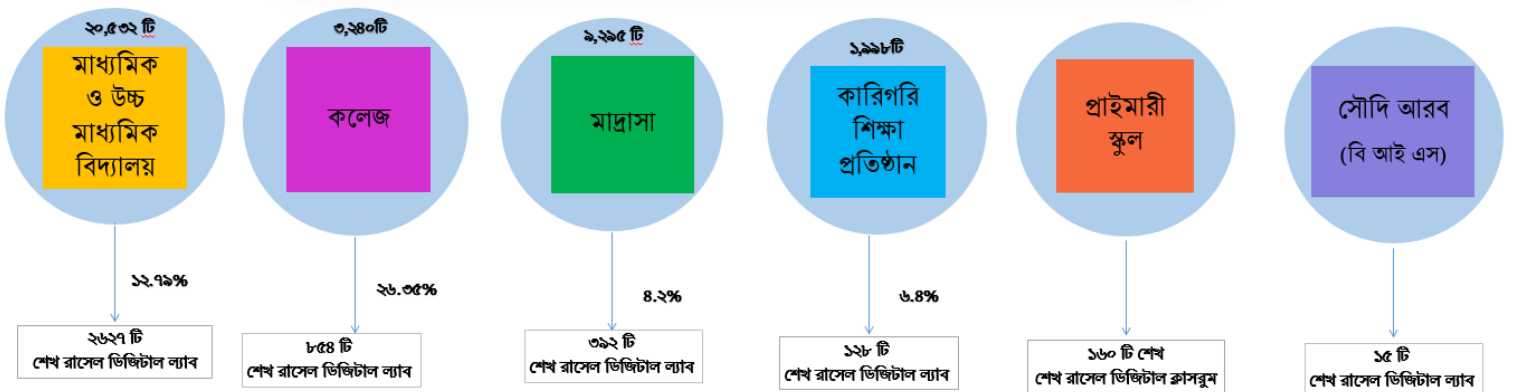 ২০,৫৩২ টি
মাধ্যমিক
ও উচ্চ
মাধ্যমিক
বিদ্যালয়
১২.৭৯%
২৬২৭ টি
শেখ রাসেল ডিজিটাল ল্যাব
৩,২৪০টি
কলেজ
২৬.৩৫%
৮৫৪ টি
শেখ রাসেল ডিজিটাল ল্যাব
৯,২৯৫ টি
মাদ্রাসা
৪.২%
৩৯২ টি
শেখ রাসেল ডিজিটাল ল্যাব
১,৯৯৮টি
কারিগরি
শিক্ষা
প্রতিষ্ঠান
৬.৪%
১২৮ টি
শেখ রাসেল ডিজিটাল ল্যাব
প্রাইমারী
স্কুল
১৬০ টি শেখ
শেখ রাসেল ডিজিটাল ক্লাসরুম
সৌদি আরব
(বি আই এস)
১৫ টি
শেখ রাসেল ডিজিটাল ল্যাব